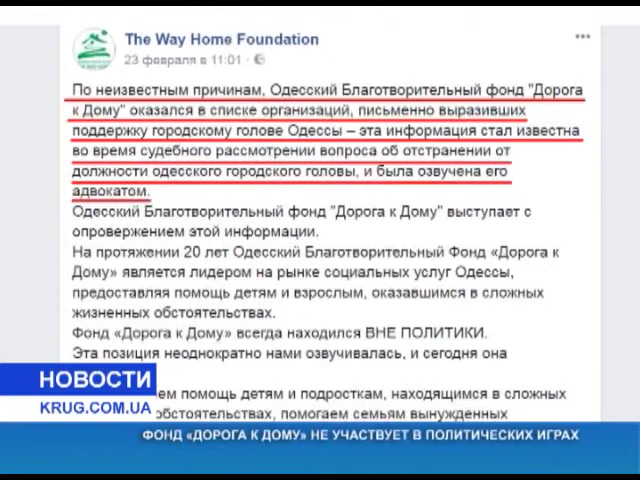 The Way Home Foundation
23 февраля в 11:01 ·
По неизвестным причинам, Одесский Благотворительный фонд "Дорога
к Дому" оказался в списке организаций, письменно выразивших
поддержку городскому голове Одессы – эта информация стал известна
во время судебного рассмотрении вопроса об отстранении от
должности одесского городского головы, и была озвучена его
адвокатом.
Одесский Благотворительный фонд "Дорога к Дому" выступает с
опровержением этой информации.
На протяжении 20 лет Одесский Благотворительный Фонд «Дорога к
Дому» является лидером на рынке социальных услуг Одессы,
предоставляя помощь детям и взрослым, оказавшимся в сложных
жизненных обстоятельствах.
Фонд «Дорога к Дому» всегда находился ВНЕ ПОЛИТИКИ.
Эта позиция неоднократно нами озвучивалась, и сегодня она
ем помощь детям и подросткам, находящимся в сложных
обстоятельствах, помогаем семьям вынужденных
НОВОСТИ
KRUG.COM.UA
ФОНД «ДОРОГА К ДОМУ» НЕ УЧАСТВУЕТ В ПОЛИТИЧЕСКИХ ИГРАХ